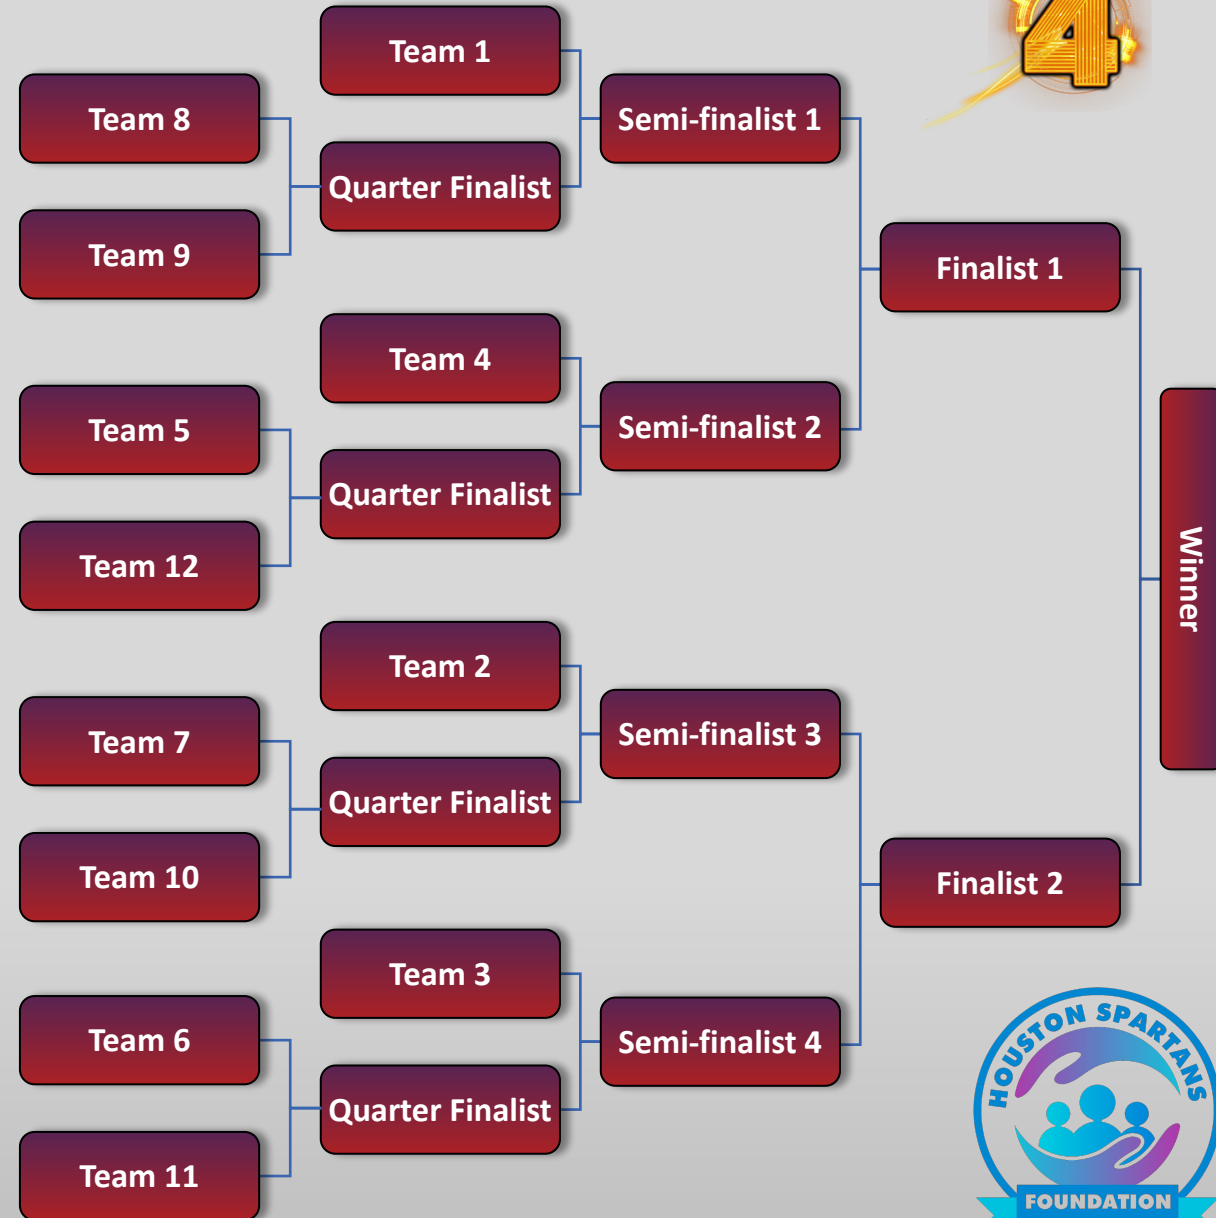 4
Team 1
Team 8
Semi-finalist 1
Quarter Finalist
Team 9
Finalist 1
Team 4
Team 5
Semi-finalist 2
Quarter Finalist
Team 12
Winner
Team 2
Team 7
Semi-finalist 3
Quarter Finalist
Team 10
Finalist 2
Team 3
Team 6
Semi-finalist 4
Quarter Finalist
Team 11
HOUSTON SPARTANS
FOUNDATION